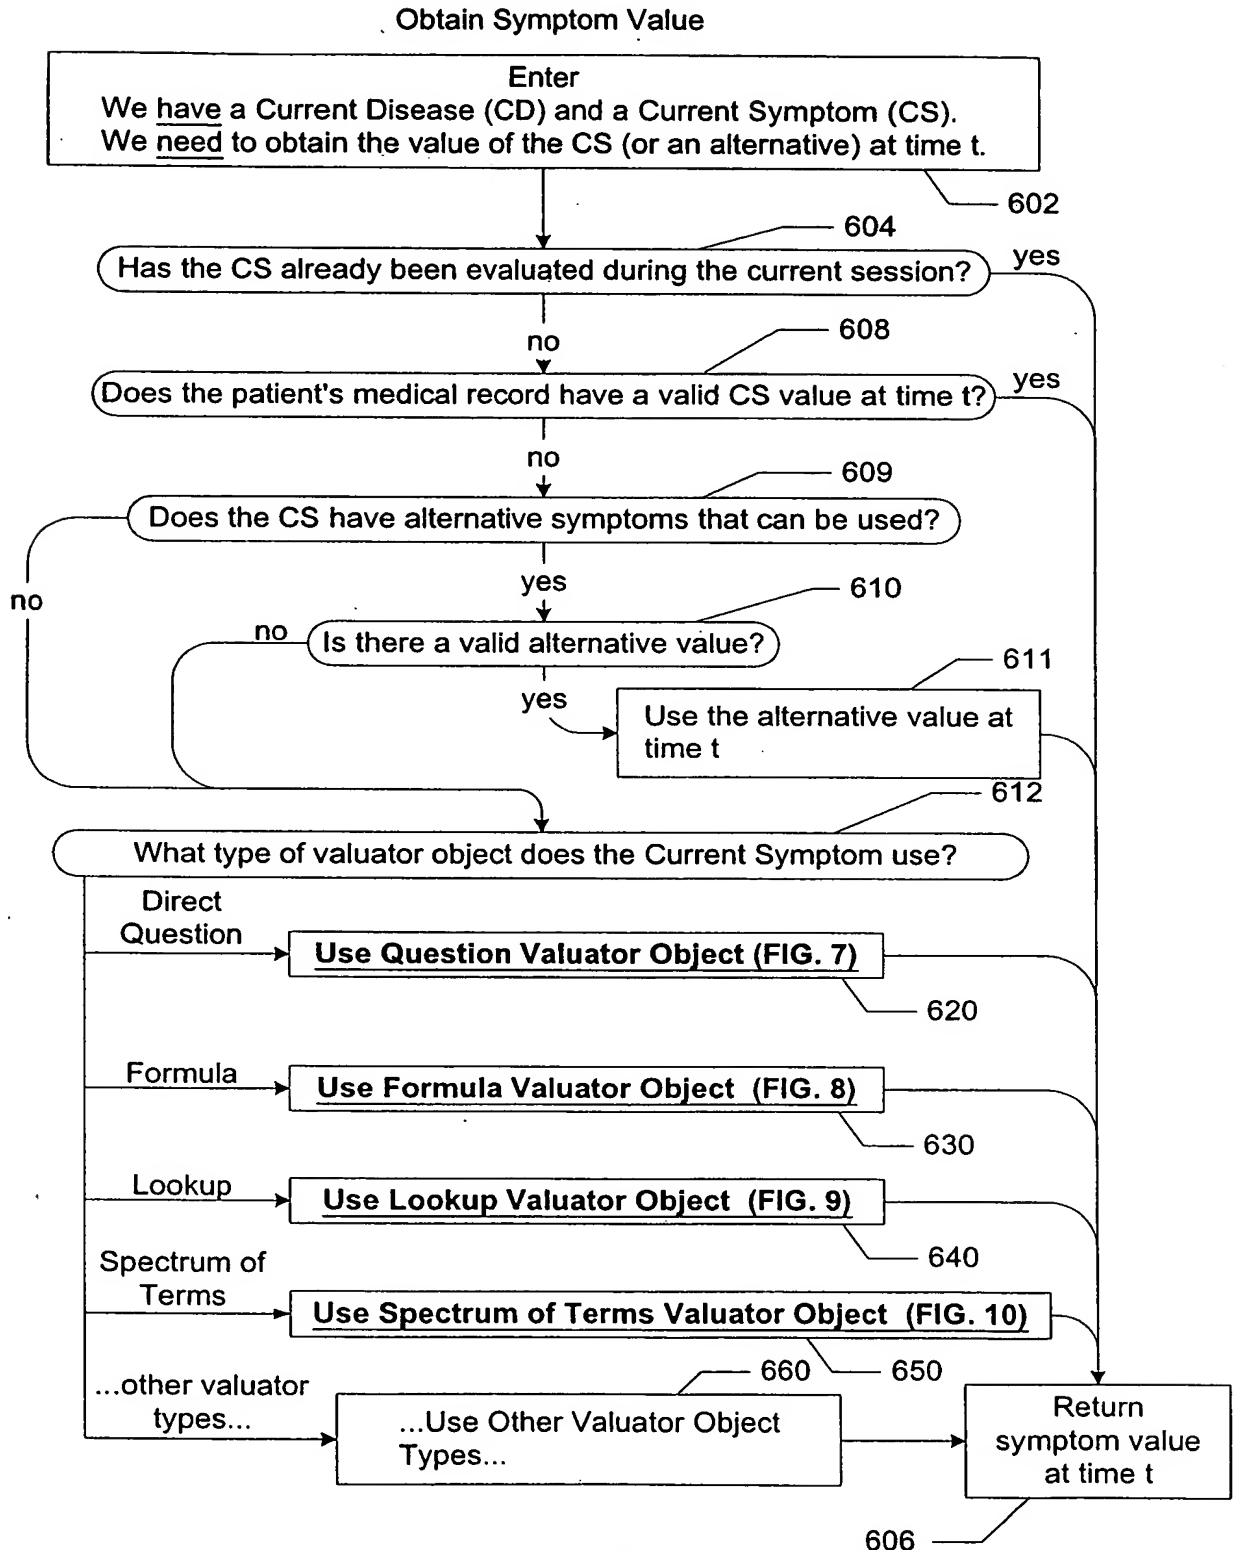 Obtain Symptom Value
Enter
We have a Current Disease (CD) and a Current Symptom (CS).
We need to obtain the value of the CS (or an alternative) at time t.
602
604
Has the CS already been evaluated during the current session?
yes
no
608
Does the patient's medical record have a valid CS value at time t?
yes
no
609
Does the CS have alternative symptoms that can be used?
no
yes
610
Is there a valid alternative value?
no
yes
611
Use the alternative value at
time t
612
What type of valuator object does the Current Symptom use?
Direct
Question
Use Question Valuator Object (FIG. 7)
620
Formula
Use Formula Valuator Object (FIG. 8)
630
Lookup
Use Lookup Valuator Object (FIG. 9)
640
Spectrum of
Terms
Use Spectrum of Terms Valuator Object (FIG. 10)
650
660
...other valuator
types...
...Use Other Valuator Object
Types...
Return
symptom value
at time t
606